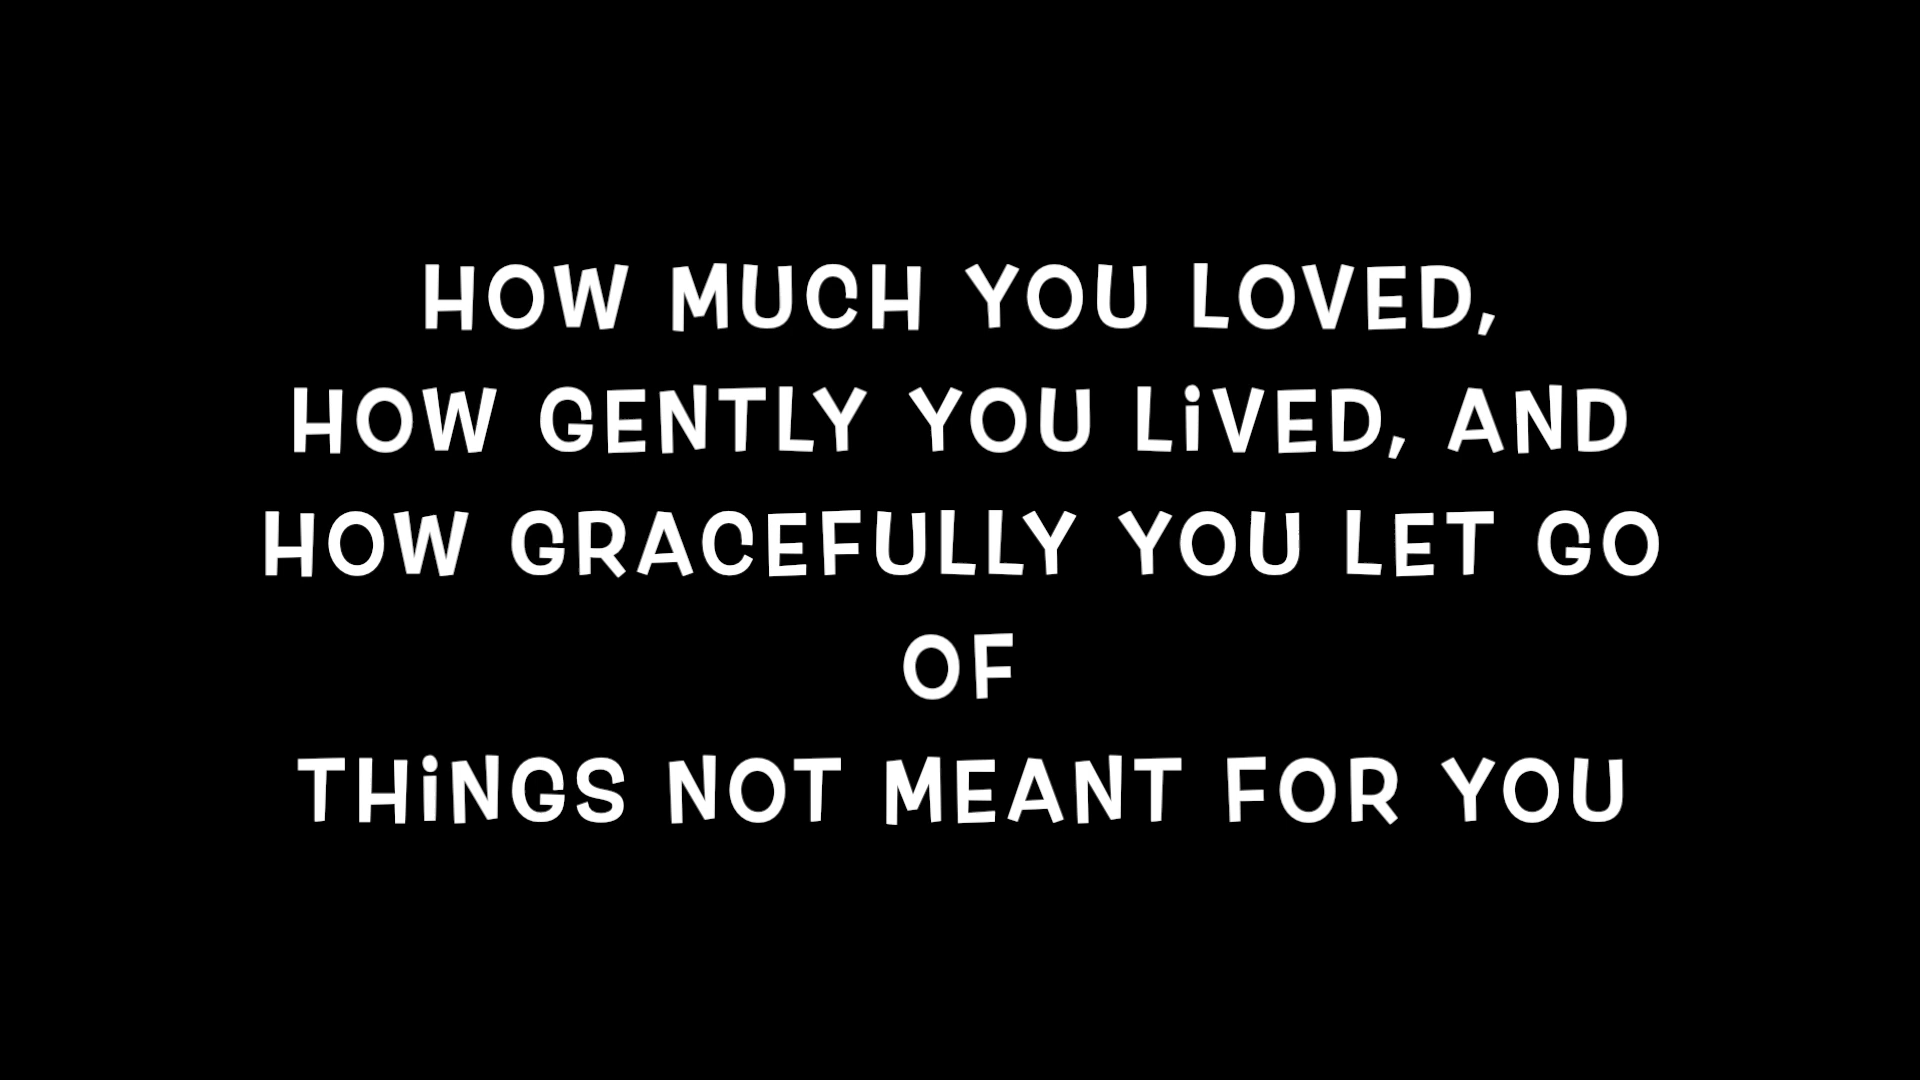 HOW MUCH YOU LOVED,
HOW GENTLY YOU LiVED, AND
HOW GRACEFULLY YOU LET GO
OF
THiNGS NOT MEANT FOR YOU